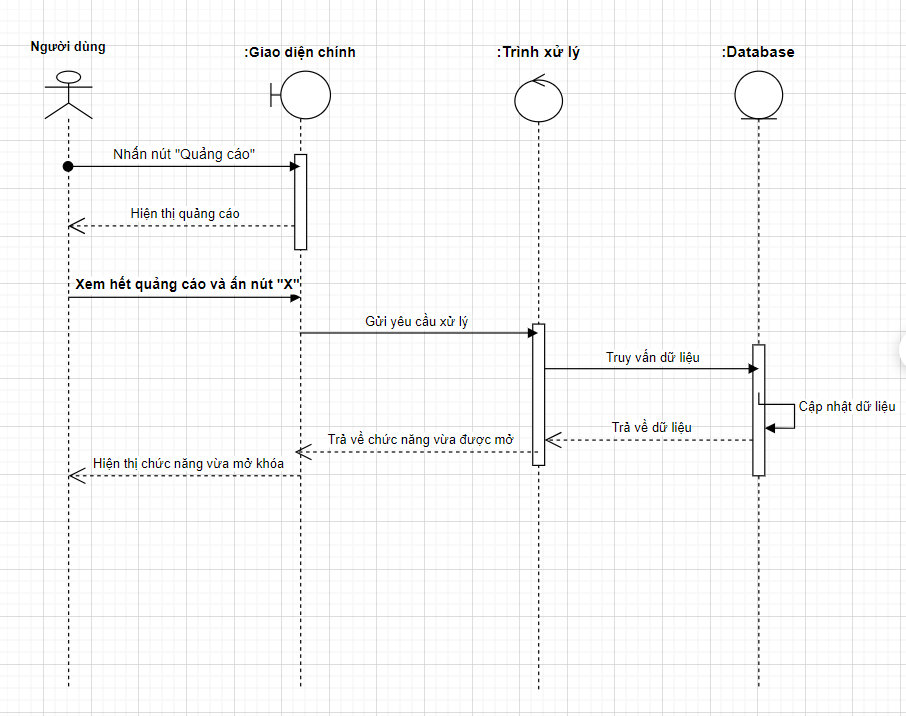 Người dùng
:Giao diện chính
:Trình xử lý
:Database
Nhấn nút "Quảng cáo"
Hiện thị quảng cáo
Xem hết quảng cáo và ấn nút "X"
Gửi yêu cầu xử lý
Truy vấn dữ liệu
Cập nhật dữ liệu
Trả về dữ liệu
Trả về chức năng vừa được mở
Hiện thị chức năng vừa mở khóa